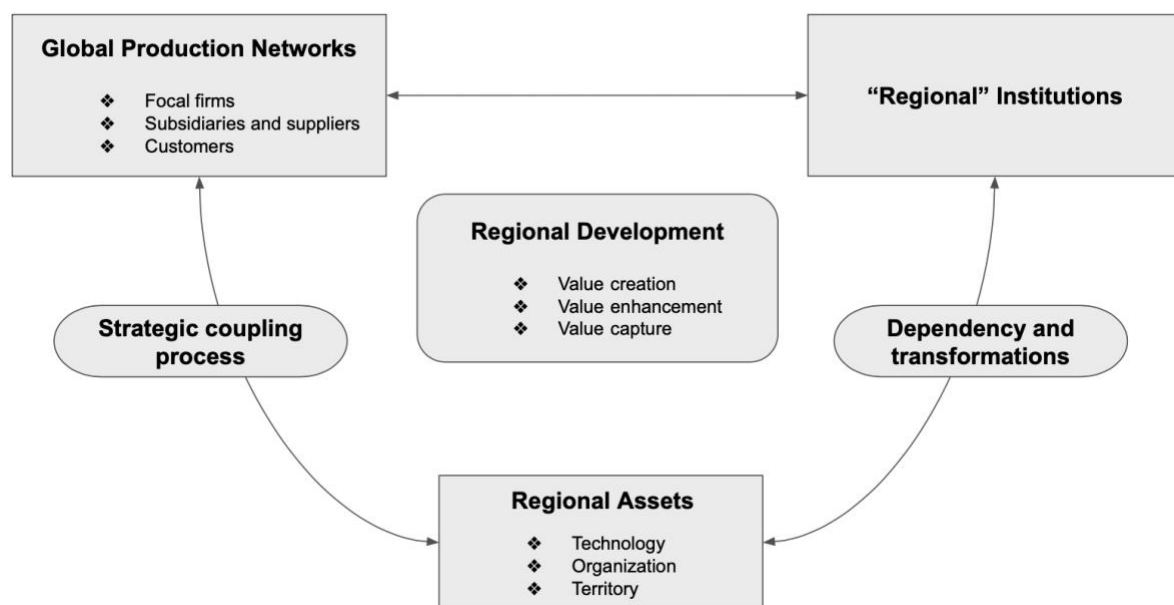 Global Production Networks
❖ Focal firms
❖ Subsidiaries and suppliers
❖ Customers
“Regional” Institutions
Regional Development
❖ Value creation
❖ Value enhancement
❖ Value capture
Strategic coupling
process
Dependency and
transformations
Regional Assets
❖ Technology
❖ Organization
❖ Territory